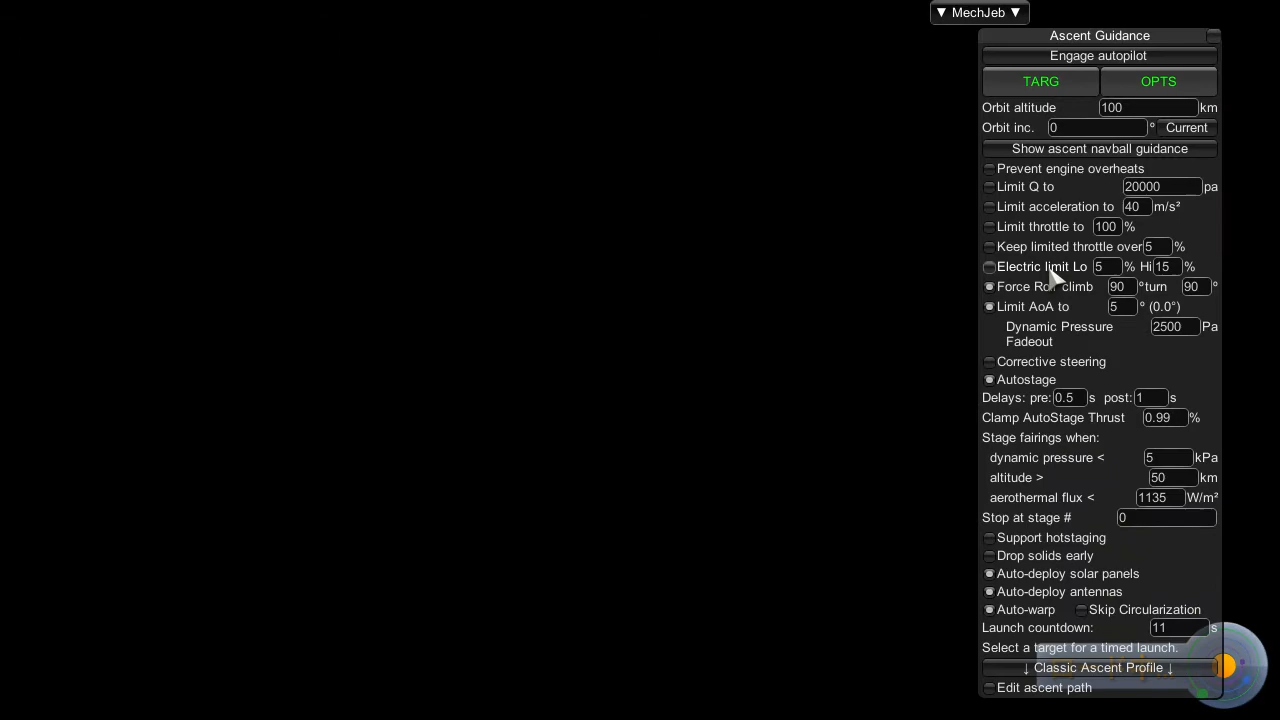 ▼ MechJeb ▼
Ascent Guidance
Engage autopilot
TARG OPTS
Orbit altitude 100 km
Orbit inc. 0 º Current
Show ascent navball guidance
Prevent engine overheats
Limit Q to 20000 pa
Limit acceleration to 40 m/s²
Limit throttle to 100 %
Keep limited throttle over 5 %
Electric limit Lo 5 % Hi 15 %
Force Roll climb 90 º turn 90 º
Limit AoA to 5 º (0.0°)
Dynamic Pressure 2500 Pa
Fadeout
Corrective steering
Autostage
Delays: pre: 0.5 s post: 1 s
Clamp AutoStage Thrust 0.99 %
Stage fairings when:
dynamic pressure < 5 kPa
altitude > 50 km
aerothermal flux < 1135 W/m²
Stop at stage # 0
Support hotstaging
Drop solids early
Auto-deploy solar panels
Auto-deploy antennas
Auto-warp Skip Circularization
Launch countdown: 11 s
Select a target for a timed launch.
↓ Classic Ascent Profile ↓
Edit ascent path